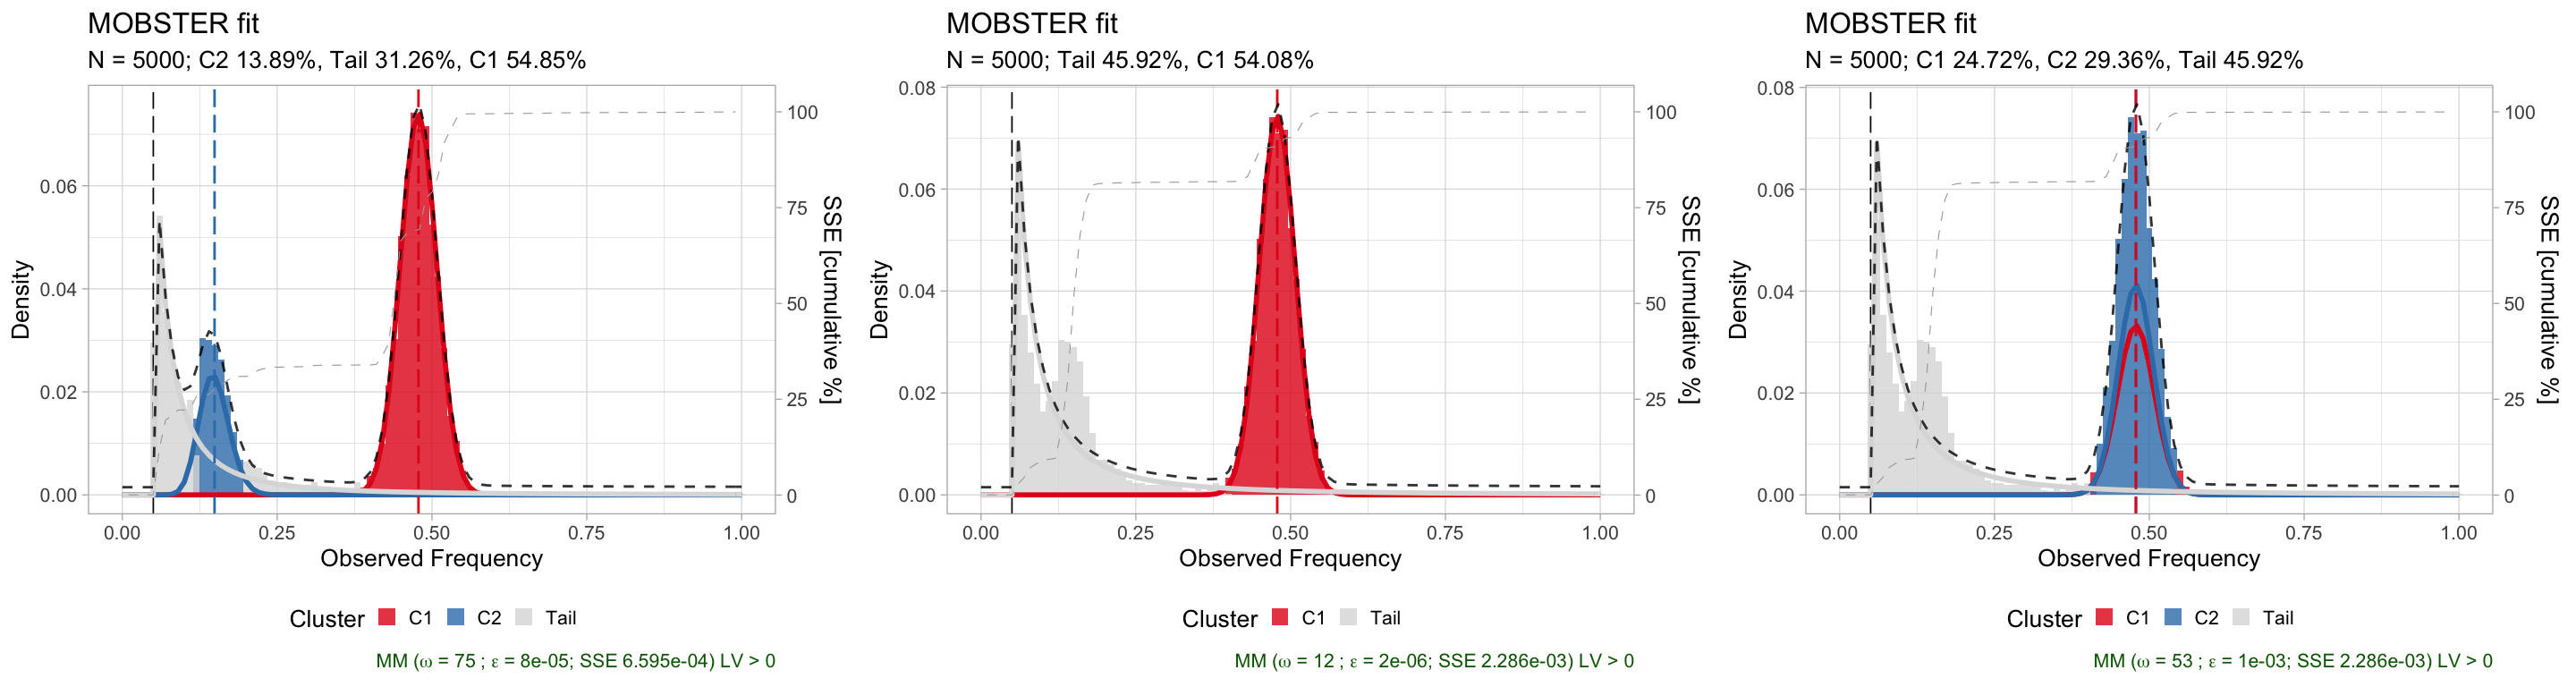 MOBSTER fit
N = 5000; C2 13.89%, Tail 31.26%, C1 54.85%
0.06
0.04
0.02
0.00
Density
100
75
50
25
0
SSE [cumulative %]
0.00 0.25 0.50 0.75 1.00
Observed Frequency
Cluster C1 C2 Tail
MM (ω = 75 ; ε = 8e-05; SSE 6.595e-04) LV > 0
MOBSTER fit
N = 5000; Tail 45.92%, C1 54.08%
0.08
0.06
0.04
0.02
0.00
Density
100
75
50
25
0
SSE [cumulative %]
0.00 0.25 0.50 0.75 1.00
Observed Frequency
Cluster C1 Tail
MM (ω = 12 ; ε = 2e-06; SSE 2.286e-03) LV > 0
MOBSTER fit
N = 5000; C1 24.72%, C2 29.36%, Tail 45.92%
0.08
0.06
0.04
0.02
0.00
Density
100
75
50
25
0
SSE [cumulative %]
0.00 0.25 0.50 0.75 1.00
Observed Frequency
Cluster C1 C2 Tail
MM (ω = 53 ; ε = 1e-03; SSE 2.286e-03) LV > 0